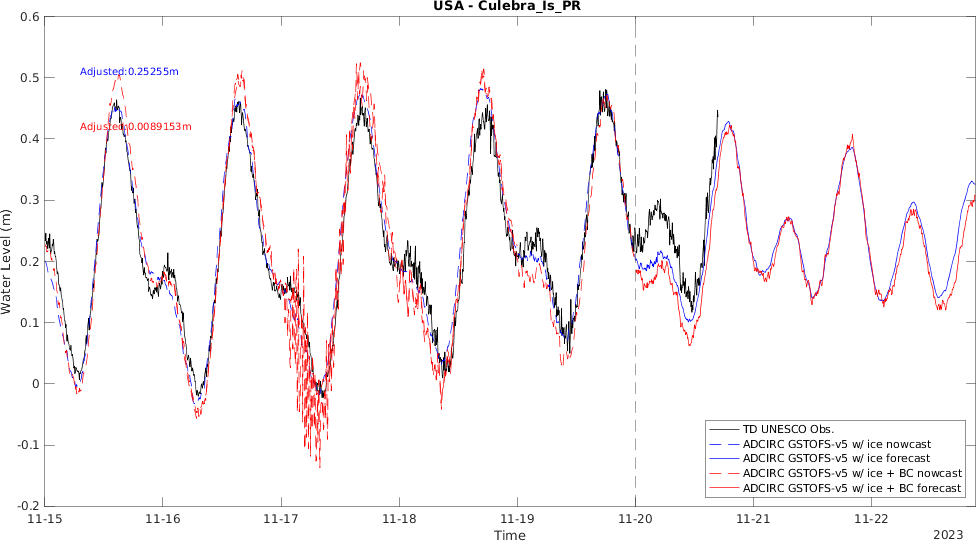 USA - Culebra_Is_PR
0.6
0.5
0.4
0.3
0.2
0.1
0
-0.1
-0.2
Water Level (m)
Adjusted:0.25255m
Adjusted:0.0089153m
TD UNESCO Obs.
ADCIRC GSTOFS-v5 w/ ice nowcast
ADCIRC GSTOFS-v5 w/ ice forecast
ADCIRC GSTOFS-v5 w/ ice + BC nowcast
ADCIRC GSTOFS-v5 w/ ice + BC forecast
11-15 11-16 11-17 11-18 11-19 11-20 11-21 11-22
Time
2023